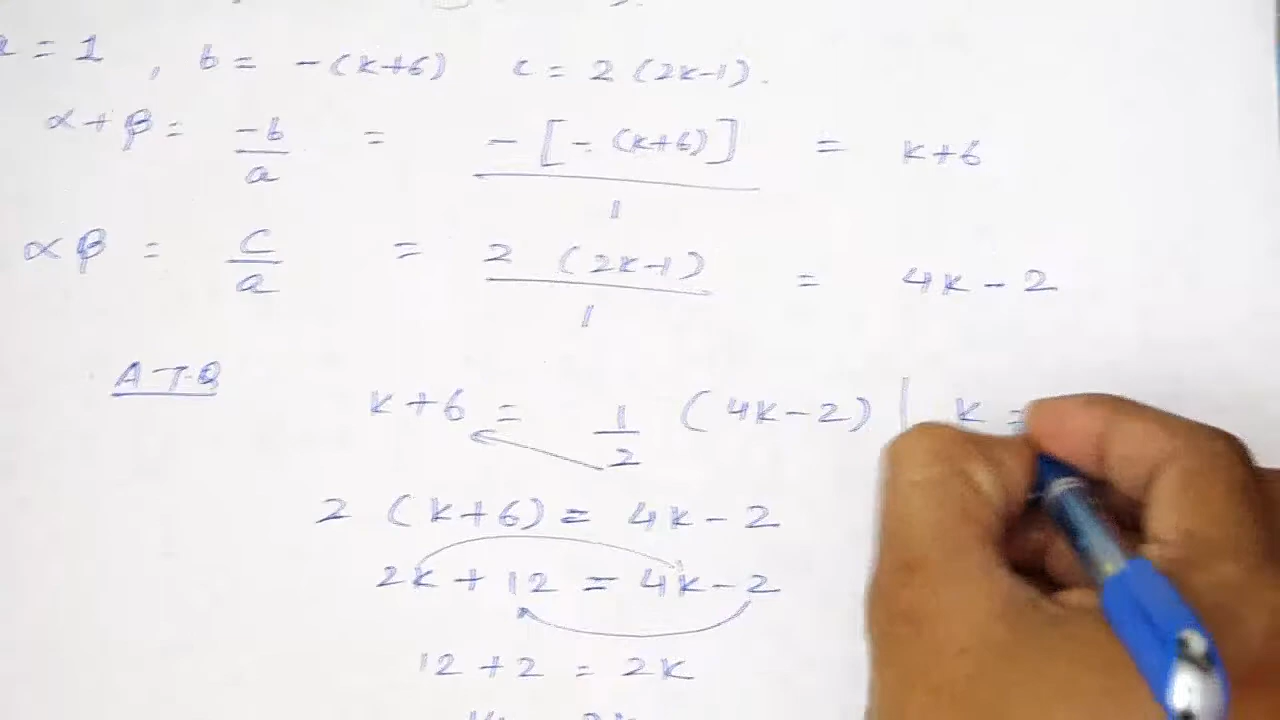 = 1 , b = -(k+6) c = 2 (2k-1).
α+β = -b/a = -[-(k+6)]/1 = k+6
αβ = c/a = 2 (2k-1)/1 = 4k-2
A-T-Q
k+6 = 1/2 (4k-2) | k =
2 (k+6) = 4k-2
2k + 12 = 4k-2
12 + 2 = 2k